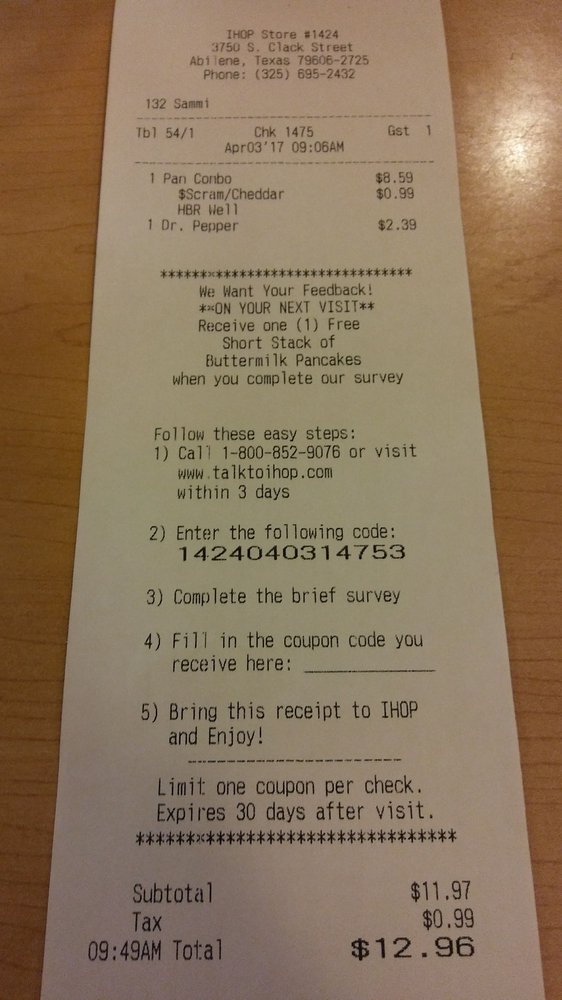 IHOP Store #1424
3750 S. Clack Street
Abilene, Texas 79606-2725
Phone: (325) 695-2432
132 Sammi
--------------------------------
Tbl 54/1 Chk 1475 Gst 1
Apr03'17 09:06AM
--------------------------------
1 Pan Combo $8.59
$Scram/Cheddar $0.99
HBR Well
1 Dr. Pepper $2.39
********************************
We Want Your Feedback!
**ON YOUR NEXT VISIT**
Receive one (1) Free
Short Stack of
Buttermilk Pancakes
when you complete our survey
Follow these easy steps:
1) Call 1-800-852-9076 or visit
www.talktoihop.com
within 3 days
2) Enter the following code:
1424040314753
3) Complete the brief survey
4) Fill in the coupon code you
receive here: ____________
5) Bring this receipt to IHOP
and Enjoy!
----------------------
Limit one coupon per check.
Expires 30 days after visit.
********************************
Subtotal $11.97
Tax $0.99
09:49AM Total $12.96